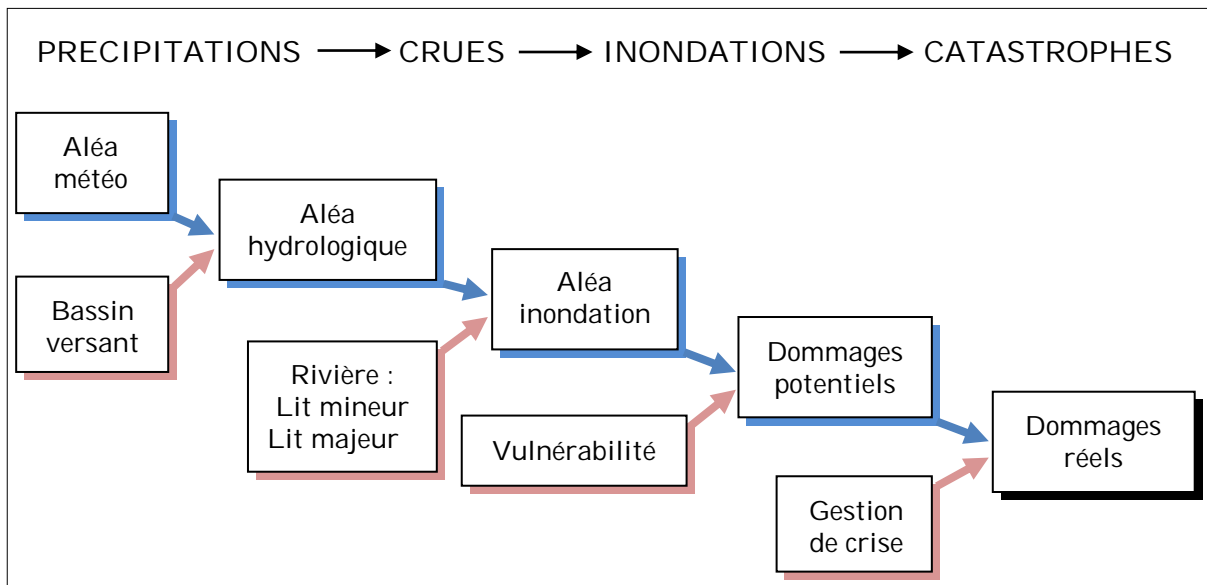 PRECIPITATIONS → CRUES → INONDATIONS → CATASTROPHES
Aléa
météo
Aléa
hydrologique
Bassin
versant
Aléa
inondation
Rivière :
Lit mineur
Lit majeur
Dommages
potentiels
Vulnérabilité
Dommages
réels
Gestion
de crise